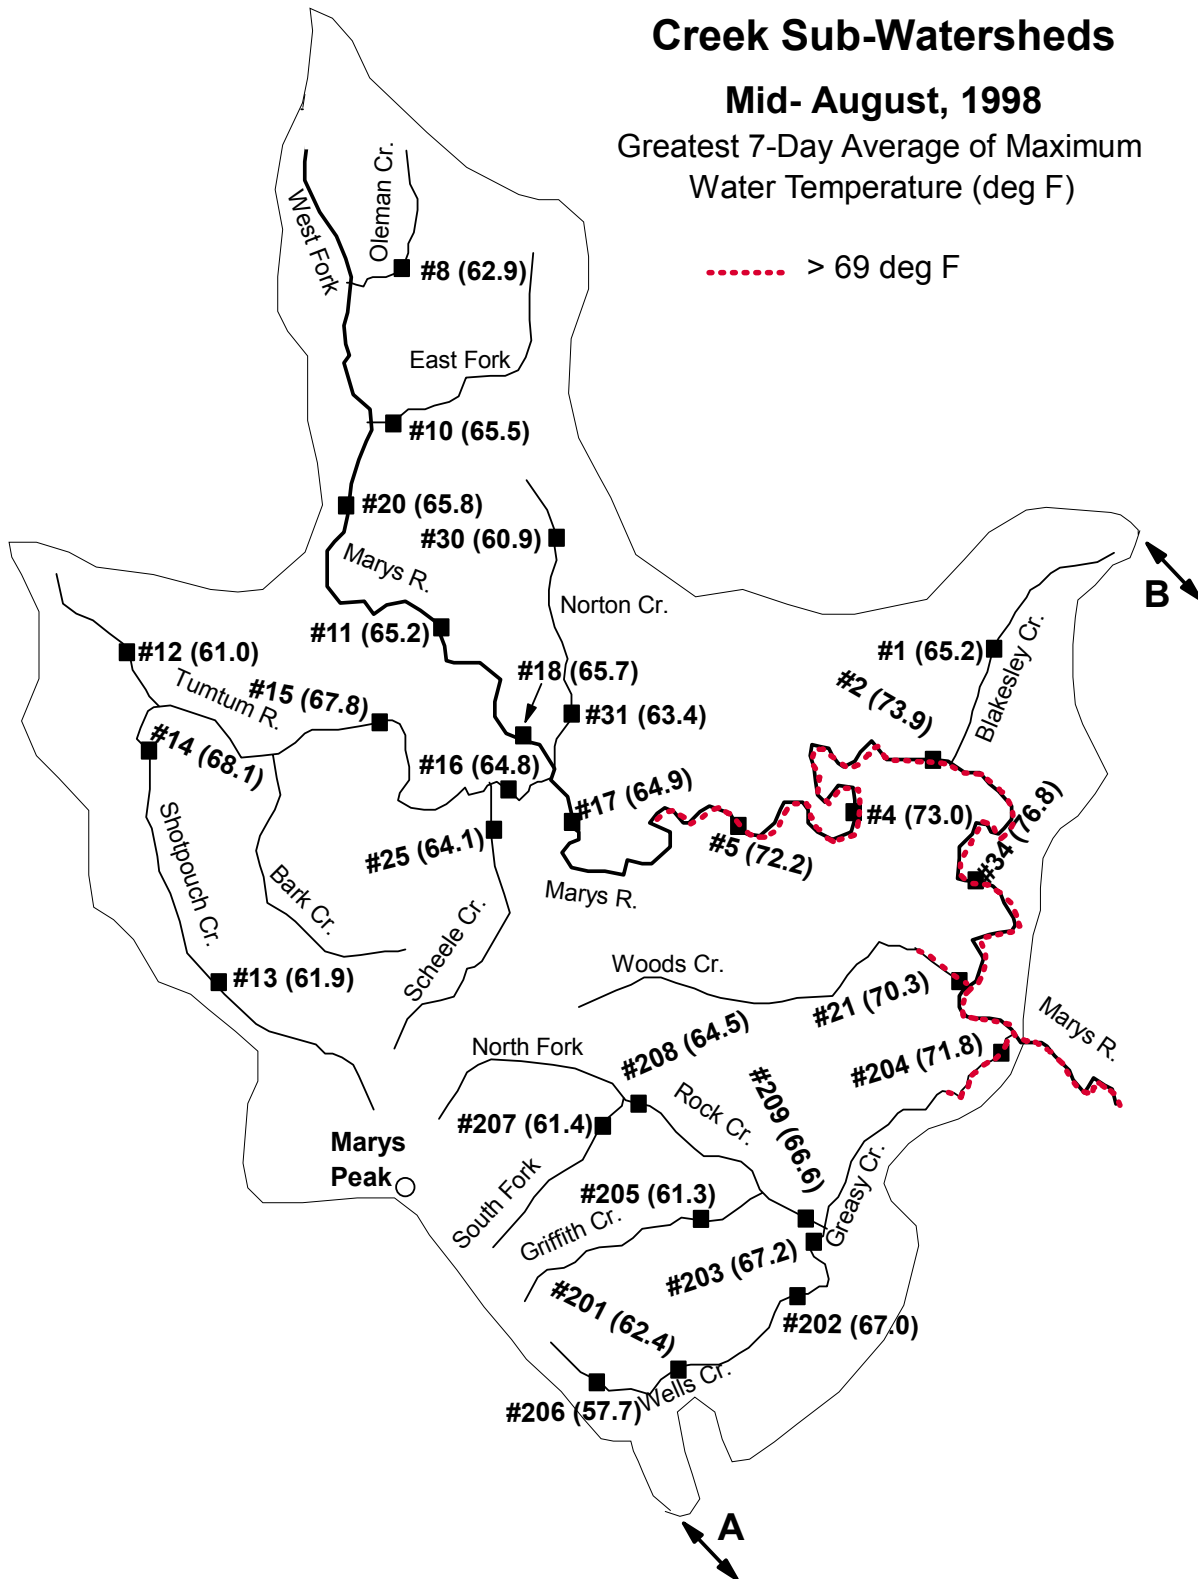 Creek Sub-Watersheds
Mid- August, 1998
Greatest 7-Day Average of Maximum
Water Temperature (deg F)
> 69 deg F
West Fork
Oleman Cr.
#8 (62.9)
East Fork
#10 (65.5)
#20 (65.8)
#30 (60.9)
Marys R.
Norton Cr.
#11 (65.2)
#18 (65.7)
#12 (61.0)
Tumtum R.
#15 (67.8)
#31 (63.4)
#14 (68.1)
#16 (64.8)
#17 (64.9)
#25 (64.1)
Shotpouch Cr.
Bark Cr.
Scheele Cr.
#13 (61.9)
Marys R.
B
#1 (65.2)
#2 (73.9)
Blakesley Cr.
#4 (73.0)
#5 (72.2)
#34 (76.8)
Woods Cr.
#21 (70.3)
Marys R.
#204 (71.8)
North Fork
#208 (64.5)
Rock Cr.
#209 (66.6)
#207 (61.4)
Marys
Peak
South Fork
#205 (61.3)
Griffith Cr.
Greasy Cr.
#203 (67.2)
#201 (62.4)
#202 (67.0)
Wells Cr.
#206 (57.7)
A